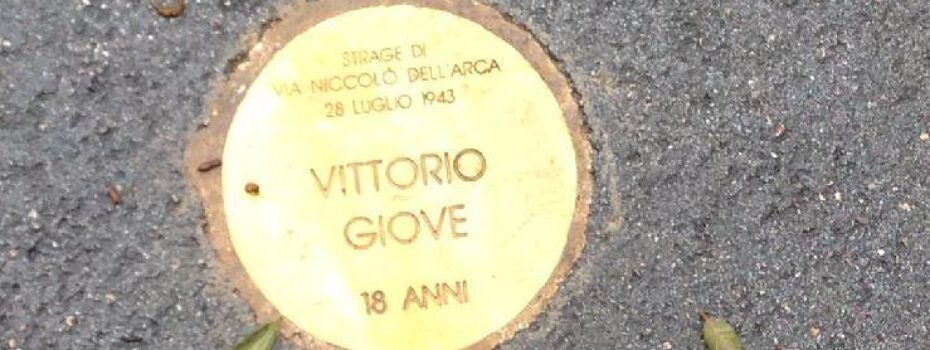 STRAGE DI
VIA NICCOLÒ DELL'ARCA
28 LUGLIO 1943
VITTORIO
GIOVE
18 ANNI